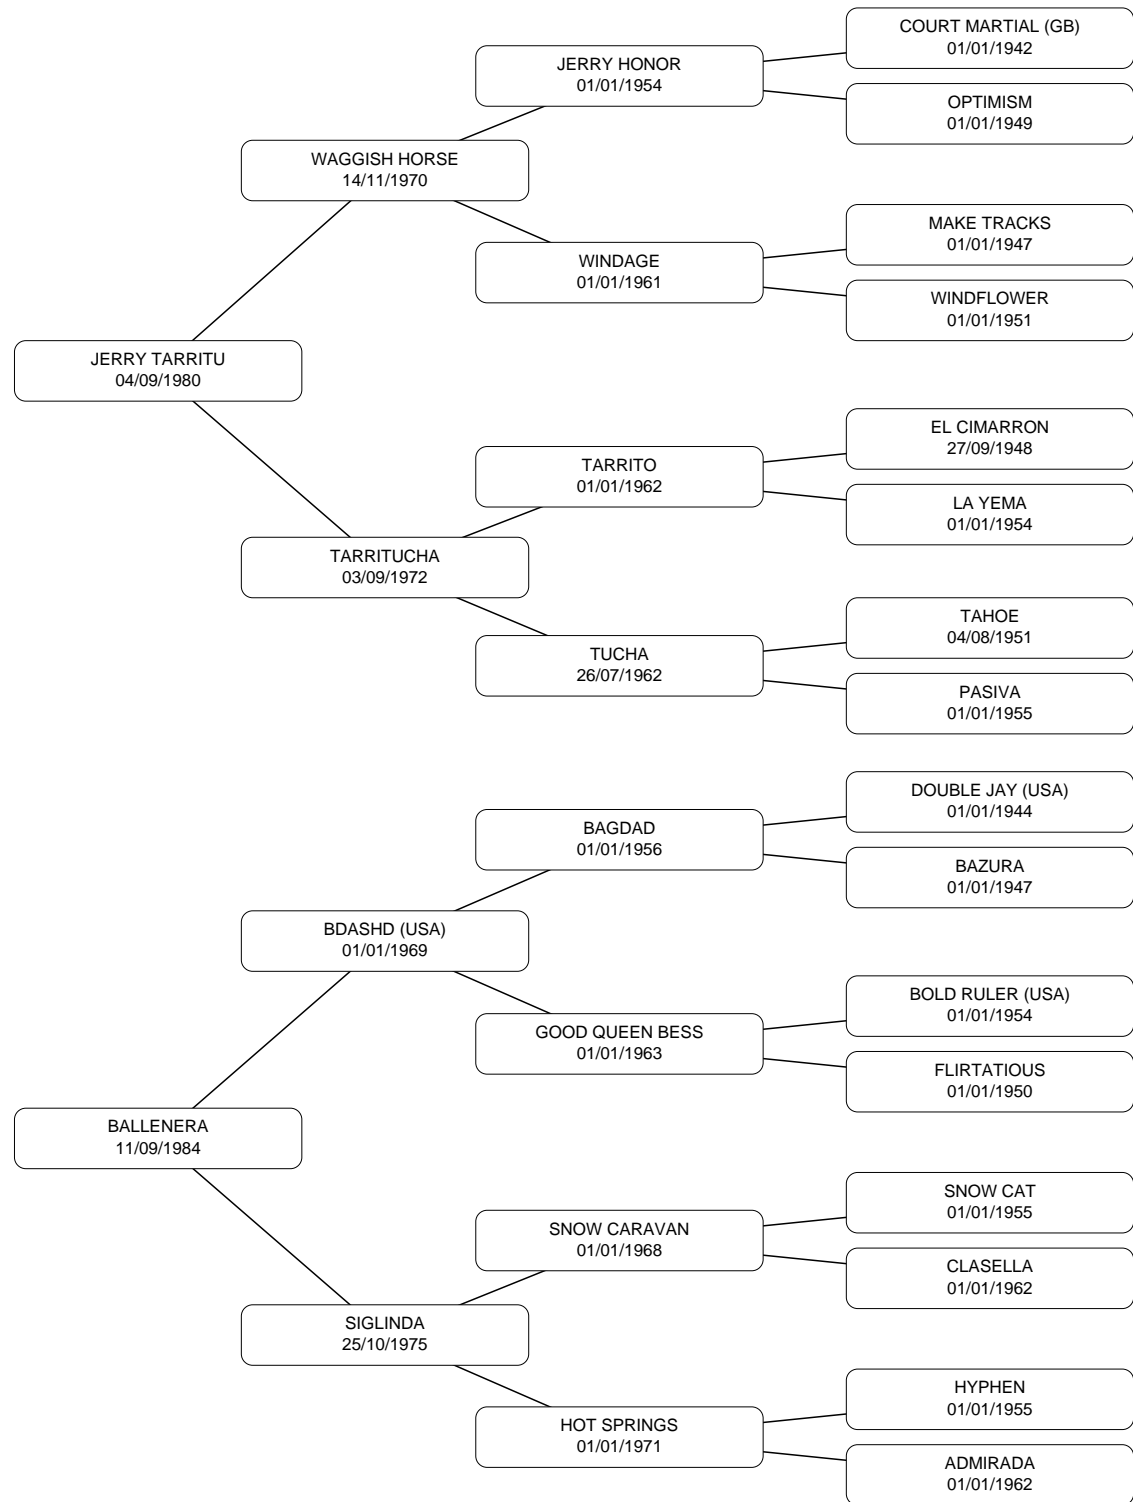 COURT MARTIAL (GB)
01/01/1942
JERRY HONOR
01/01/1954
OPTIMISM
01/01/1949
WAGGISH HORSE
14/11/1970
MAKE TRACKS
01/01/1947
WINDAGE
01/01/1961
WINDFLOWER
01/01/1951
JERRY TARRITU
04/09/1980
EL CIMARRON
27/09/1948
TARRITO
01/01/1962
LA YEMA
01/01/1954
TARRITUCHA
03/09/1972
TAHOE
04/08/1951
TUCHA
26/07/1962
PASIVA
01/01/1955
DOUBLE JAY (USA)
01/01/1944
BAGDAD
01/01/1956
BAZURA
01/01/1947
BDASHD (USA)
01/01/1969
BOLD RULER (USA)
01/01/1954
GOOD QUEEN BESS
01/01/1963
FLIRTATIOUS
01/01/1950
BALLENERA
11/09/1984
SNOW CAT
01/01/1955
SNOW CARAVAN
01/01/1968
CLASELLA
01/01/1962
SIGLINDA
25/10/1975
HYPHEN
01/01/1955
HOT SPRINGS
01/01/1971
ADMIRADA
01/01/1962